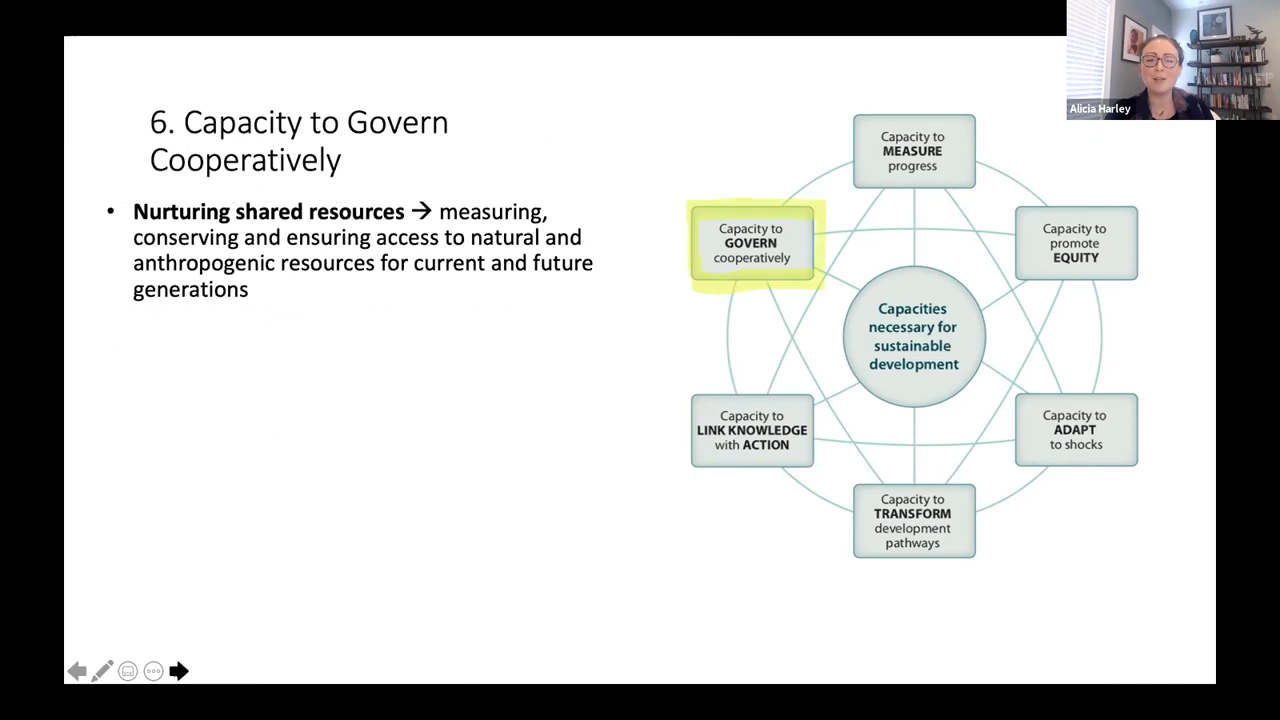 Alicia Harley
6. Capacity to Govern
Cooperatively
• Nurturing shared resources → measuring,
conserving and ensuring access to natural and
anthropogenic resources for current and future
generations
Capacity to
MEASURE
progress
Capacity to
GOVERN
cooperatively
Capacity to
promote
EQUITY
Capacities
necessary for
sustainable
development
Capacity to
LINK KNOWLEDGE
with ACTION
Capacity to
ADAPT
to shocks
Capacity to
TRANSFORM
development
pathways